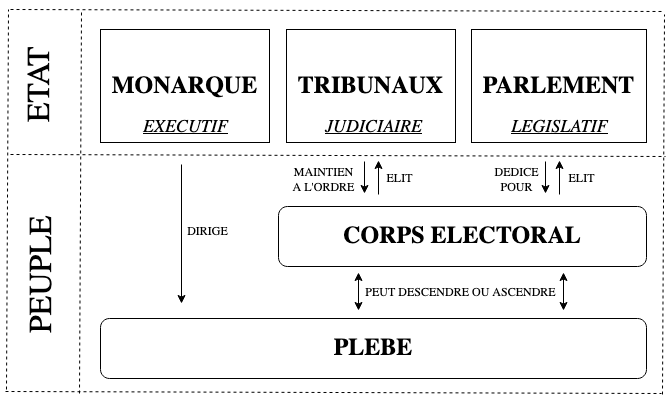 ETAT
MONARQUE
EXECUTIF
TRIBUNAUX
JUDICIAIRE
PARLEMENT
LEGISLATIF
PEUPLE
DIRIGE
MAINTIEN
A L'ORDRE
ELIT
DEDICE
POUR
ELIT
CORPS ELECTORAL
PEUT DESCENDRE OU ASCENDRE
PLEBE